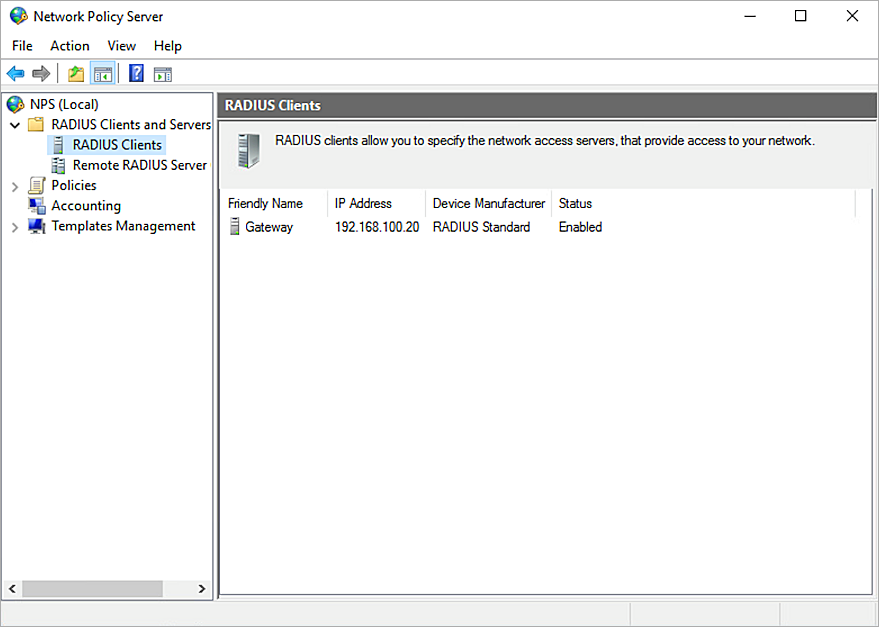 Network Policy Server
File Action View Help
NPS (Local)
RADIUS Clients and Servers
RADIUS Clients
Remote RADIUS Server
Policies
Accounting
Templates Management
RADIUS Clients
RADIUS clients allow you to specify the network access servers, that provide access to your network.
Friendly Name IP Address Device Manufacturer Status
Gateway 192.168.100.20 RADIUS Standard Enabled